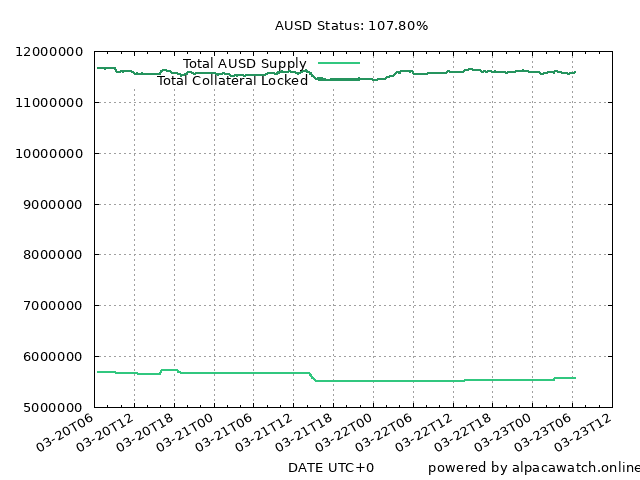 AUSD Status: 107.80%
12000000
11000000
10000000
9000000
8000000
7000000
6000000
5000000
Total AUSD Supply
Total Collateral Locked
03-20T06
03-20T12
03-20T18
03-21T00
03-21T06
03-21T12
03-21T18
03-22T00
03-22T06
03-22T12
03-22T18
03-23T00
03-23T06
03-23T12
DATE UTC+0
powered by alpacawatch.online